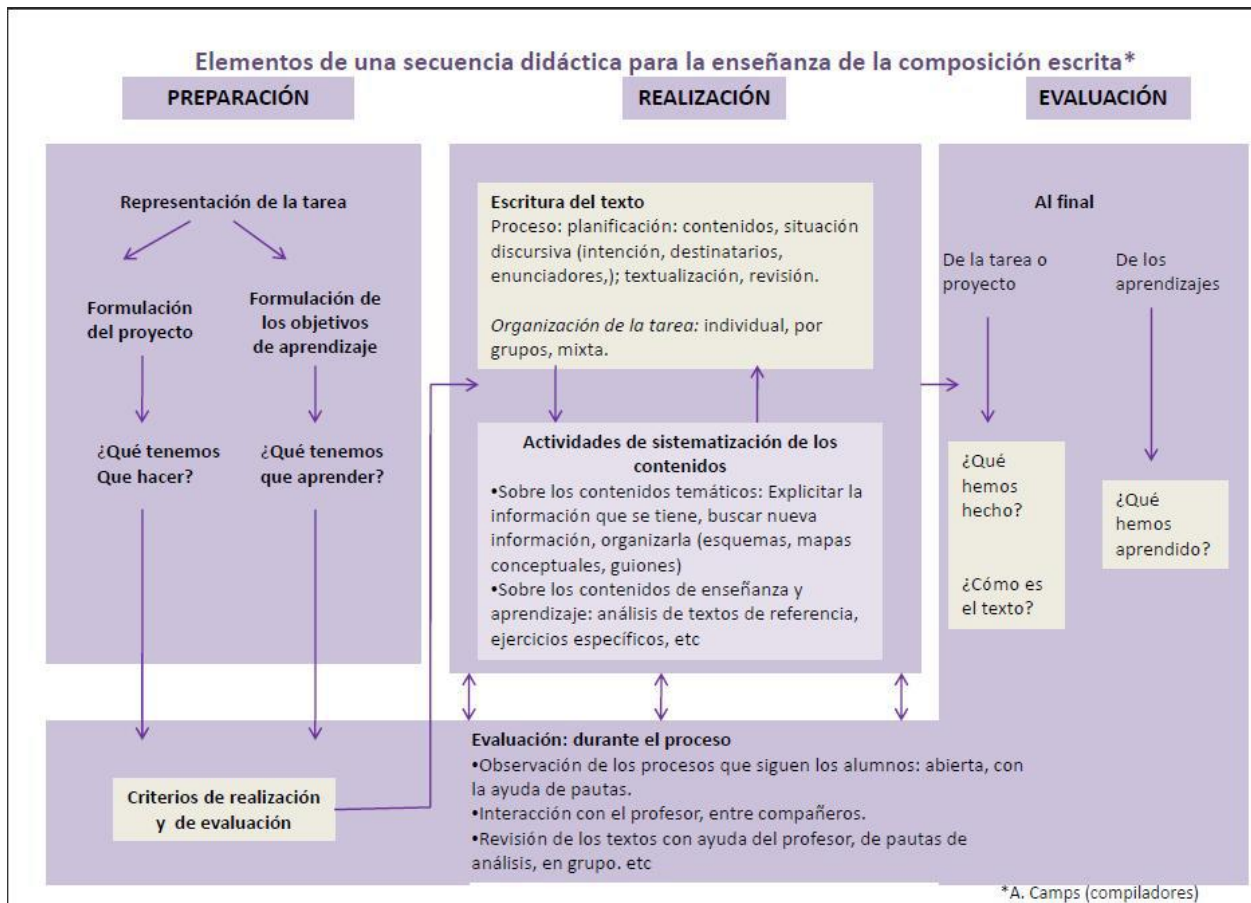 Elementos de una secuencia didáctica para la enseñanza de la composición escrita*
PREPARACIÓN
Representación de la tarea
Formulación
del proyecto
Formulación de
los objetivos
de aprendizaje
¿Qué tenemos
Que hacer?
¿Qué tenemos
que aprender?
Criterios de realización
y de evaluación
REALIZACIÓN
Escritura del texto
Proceso: planificación: contenidos, situación
discursiva (intención, destinatarios,
enunciadores,); textualización, revisión.
Organización de la tarea: individual, por
grupos, mixta.
Actividades de sistematización de los
contenidos
•Sobre los contenidos temáticos: Explicitar la
información que se tiene, buscar nueva
información, organizarla (esquemas, mapas
conceptuales, guiones)
•Sobre los contenidos de enseñanza y
aprendizaje: análisis de textos de referencia,
ejercicios específicos, etc
Evaluación: durante el proceso
•Observación de los procesos que siguen los alumnos: abierta, con
la ayuda de pautas.
•Interacción con el profesor, entre compañeros.
•Revisión de los textos con ayuda del profesor, de pautas de
análisis, en grupo. etc
EVALUACIÓN
Al final
De la tarea o
proyecto
De los
aprendizajes
¿Qué
hemos
hecho?
¿Cómo es
el texto?
¿Qué
hemos
aprendido?
*A. Camps (compiladores)